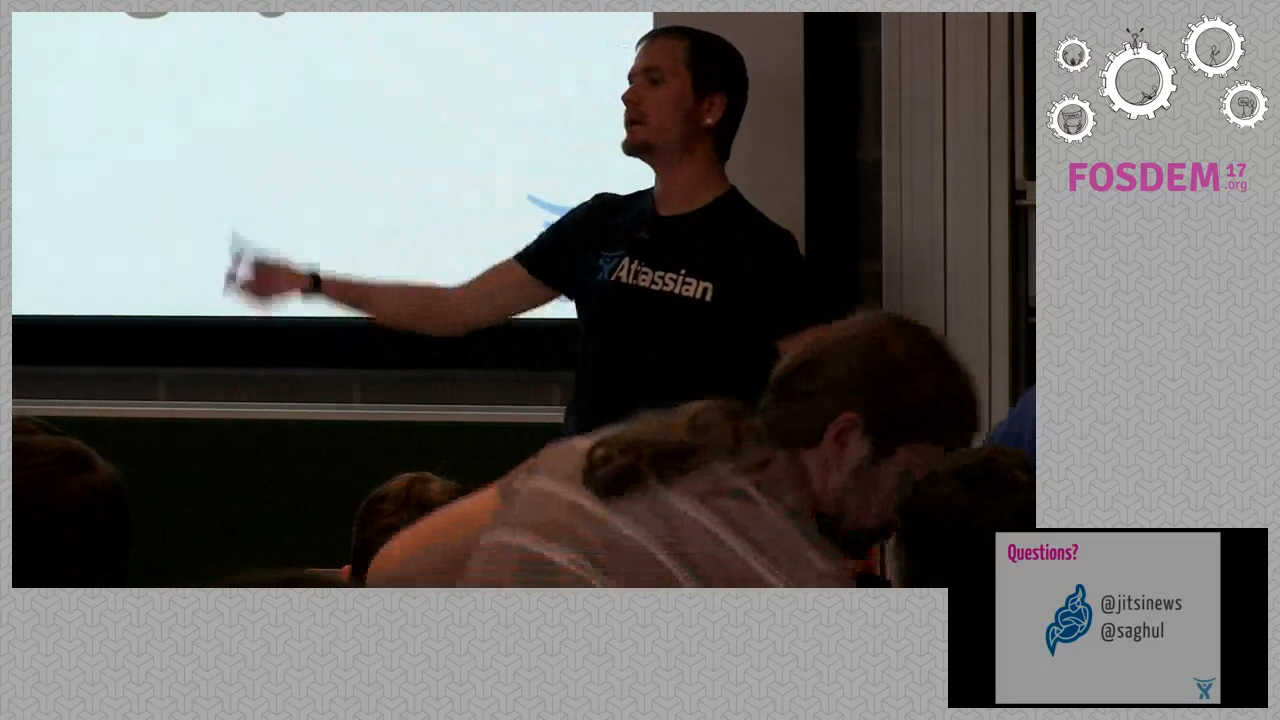 FOSDEM 17
.org
Atlassian
Questions?
@jitsinews
@saghul